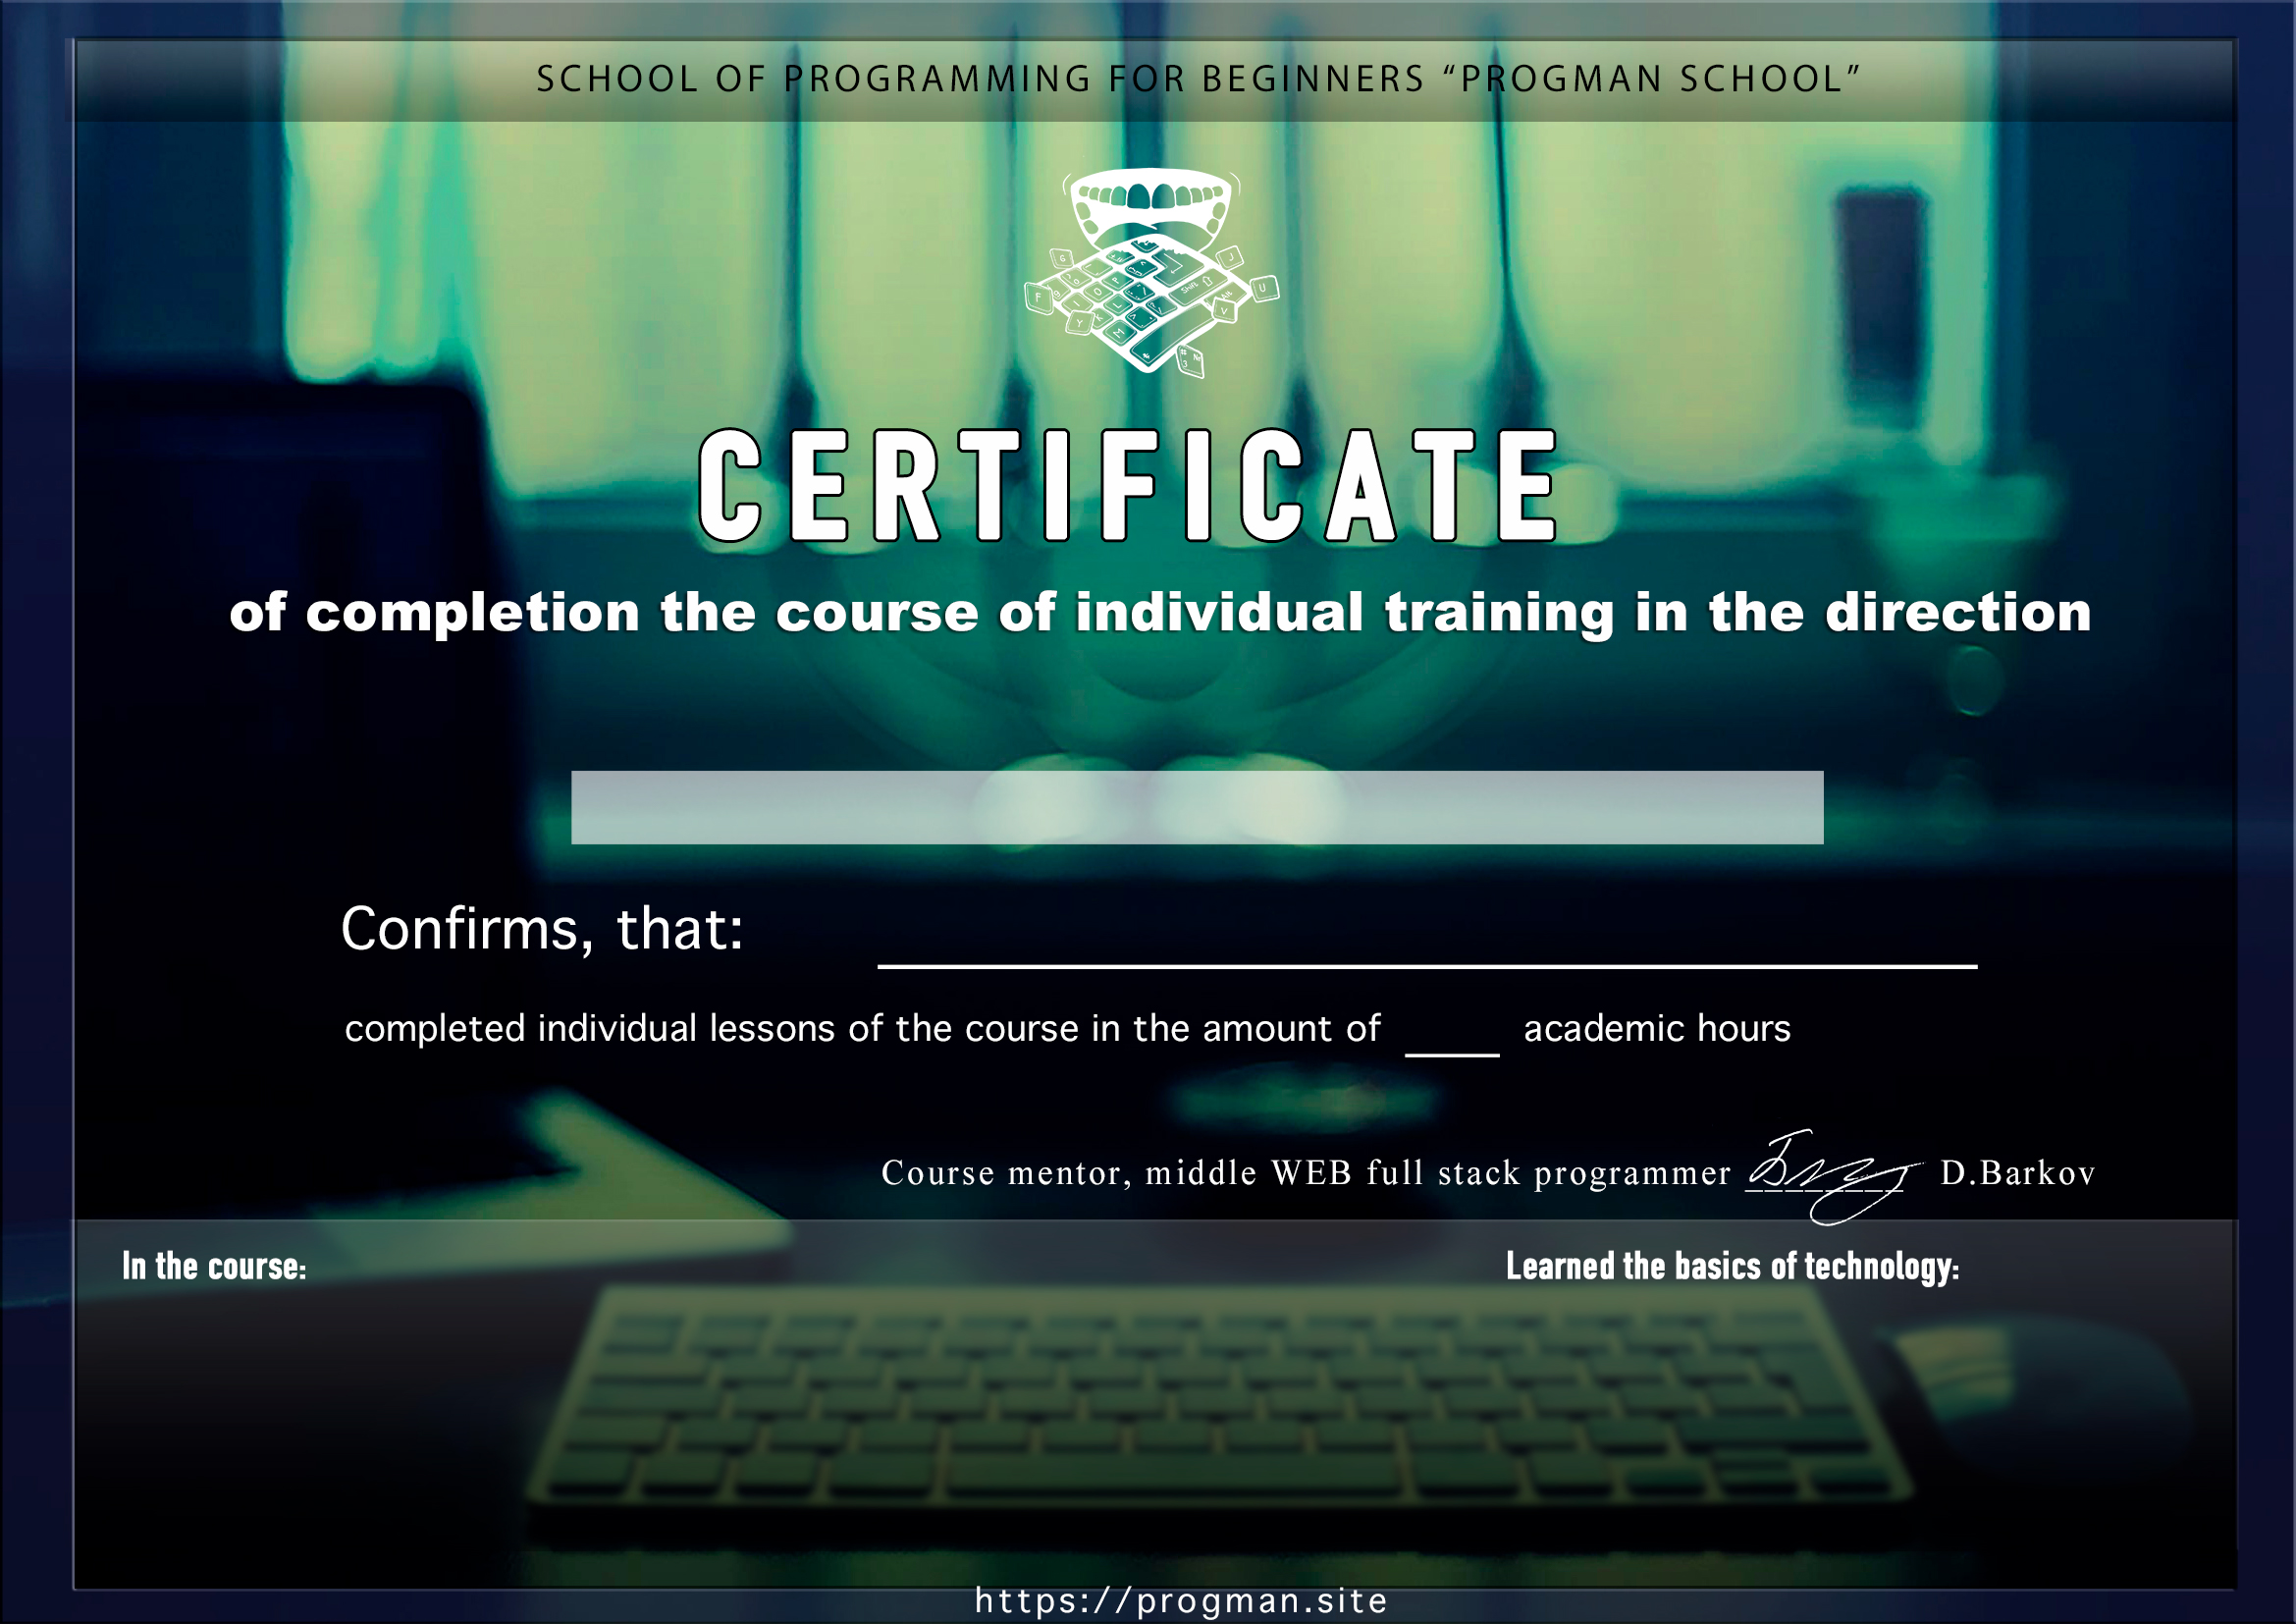 SCHOOL OF PROGRAMMING FOR BEGINNERS “PROGMAN SCHOOL”
CERTIFICATE
of completion the course of individual training in the direction
Confirms, that:
completed individual lessons of the course in the amount of ____ academic hours
Course mentor, middle WEB full stack programmer ________ D.Barkov
In the course:
Learned the basics of technology:
https://progman.site